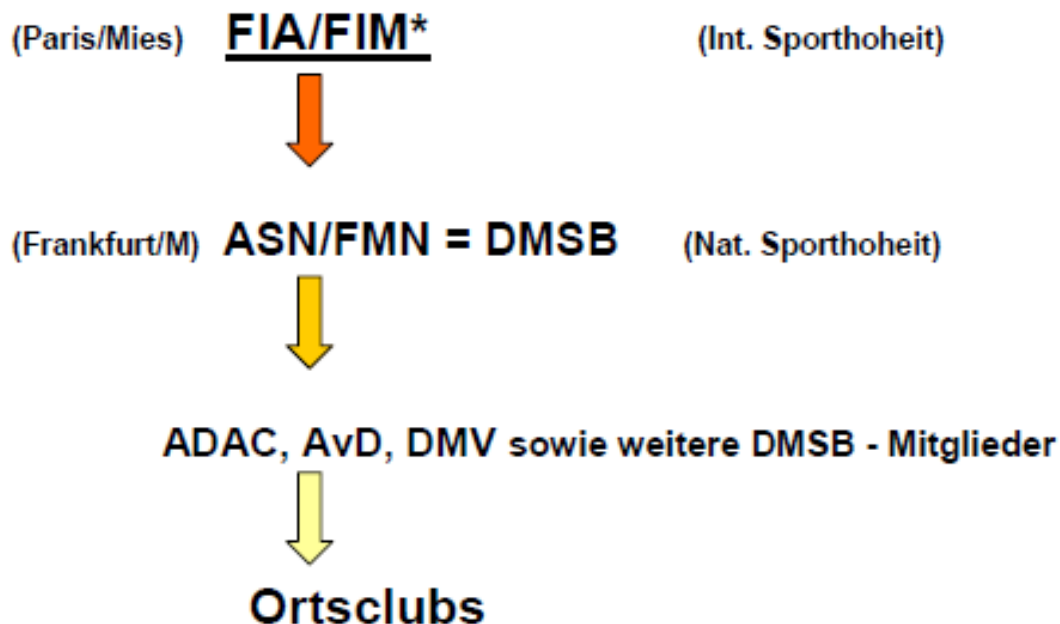 (Paris/Mies) FIA/FIM* (Int. Sporthoheit)
(Frankfurt/M) ASN/FMN = DMSB (Nat. Sporthoheit)
ADAC, AvD, DMV sowie weitere DMSB - Mitglieder
Ortsclubs